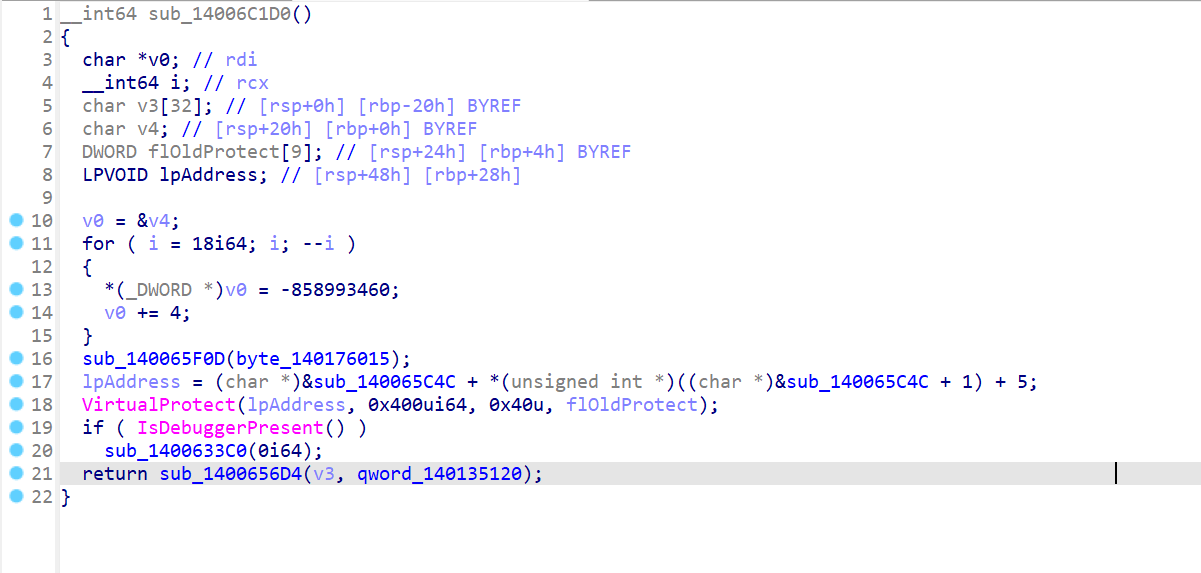 1 __int64 sub_14006C1D0()
2 {
3 char *v0; // rdi
4 __int64 i; // rcx
5 char v3[32]; // [rsp+0h] [rbp-20h] BYREF
6 char v4; // [rsp+20h] [rbp+0h] BYREF
7 DWORD flOldProtect[9]; // [rsp+24h] [rbp+4h] BYREF
8 LPVOID lpAddress; // [rsp+48h] [rbp+28h]
9
10 v0 = &v4;
11 for ( i = 18i64; i; --i )
12 {
13 *(_DWORD *)v0 = -858993460;
14 v0 += 4;
15 }
16 sub_140065F0D(byte_140176015);
17 lpAddress = (char *)&sub_140065C4C + *(unsigned int *)((char *)&sub_140065C4C + 1) + 5;
18 VirtualProtect(lpAddress, 0x400ui64, 0x40u, flOldProtect);
19 if ( IsDebuggerPresent() )
20 sub_1400633C0(0i64);
21 return sub_1400656D4(v3, qword_140135120);
22 }